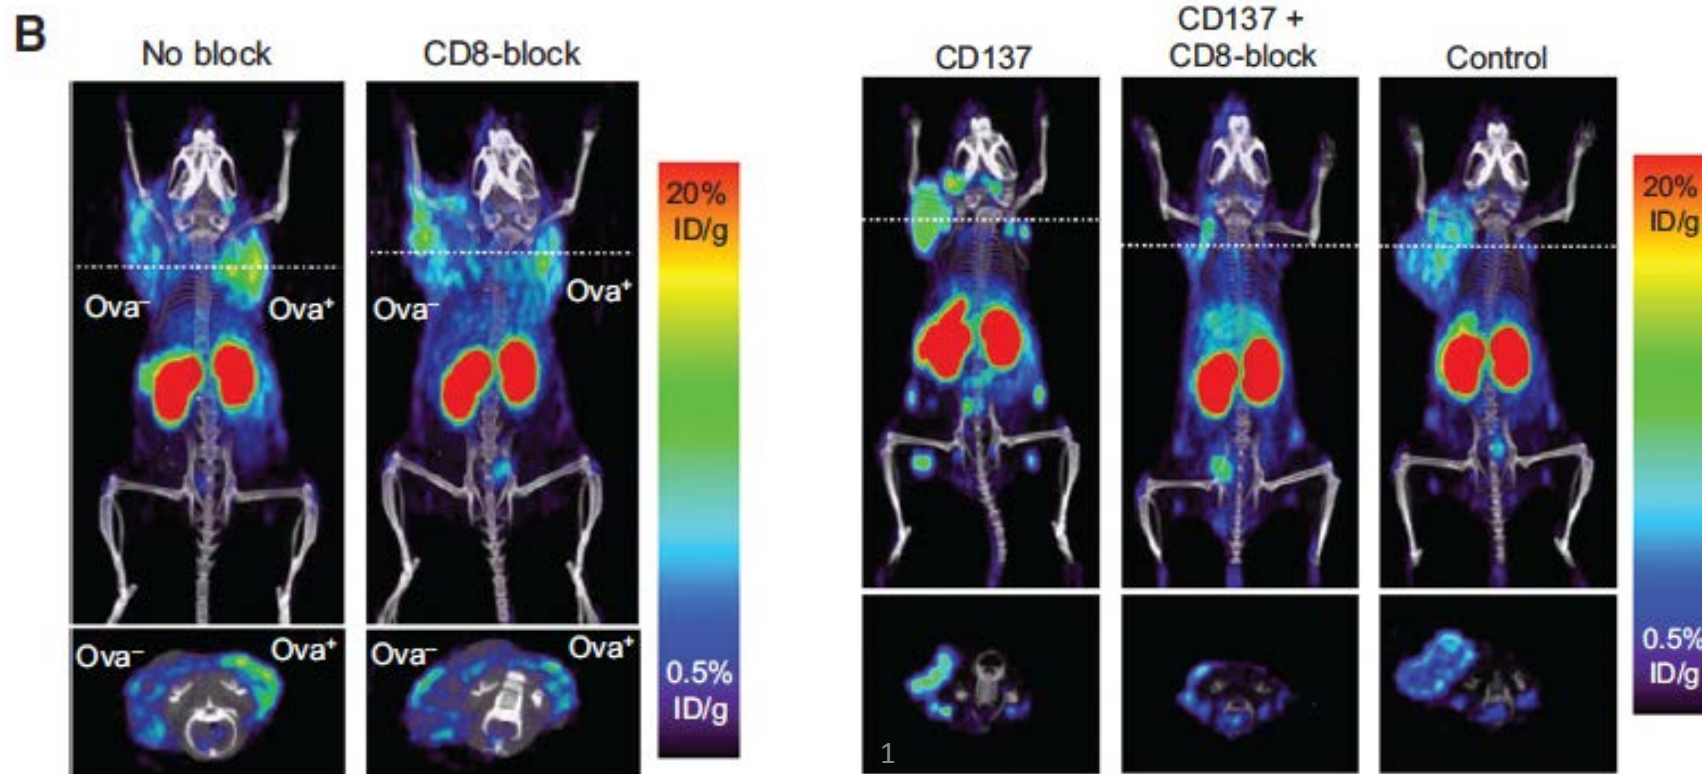 B
No block
CD8-block
CD137
CD137 +
CD8-block
Control
Ova⁻
Ova⁺
Ova⁻
Ova⁺
20%
ID/g
0.5%
ID/g
20%
ID/g
0.5%
ID/g
Ova⁻
Ova⁺
Ova⁻
Ova⁺
1